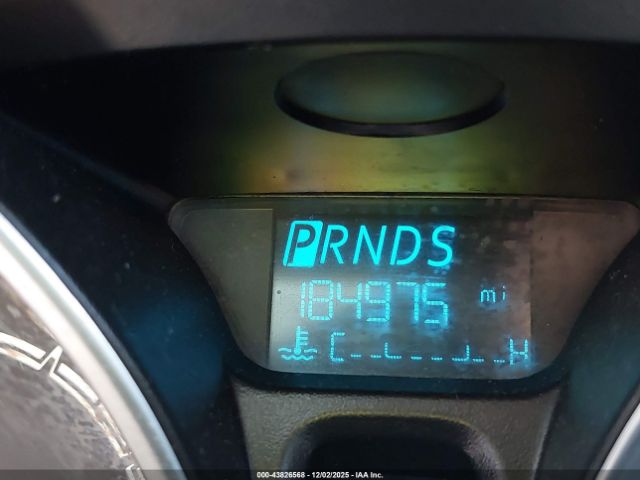 PRNDS
184975 mi
C H
000-43826568 - 12/02/2025 - IAA Inc.